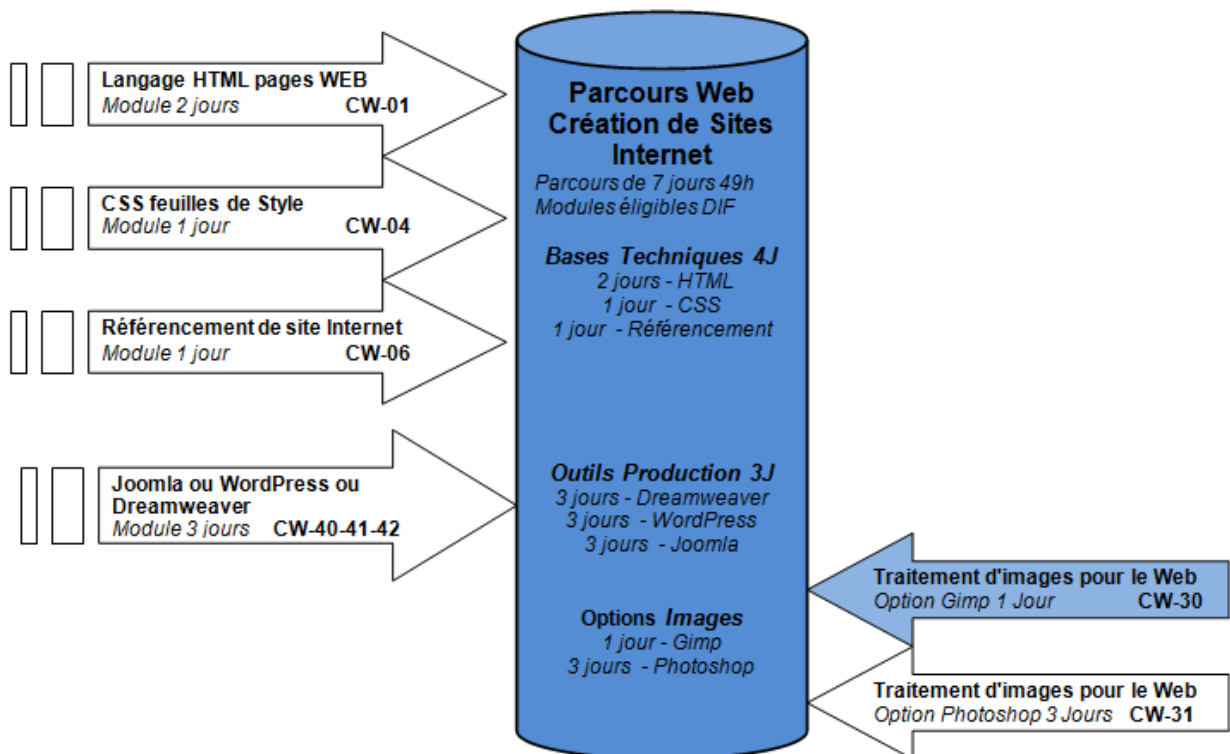 Langage HTML pages WEB
Module 2 jours CW-01
CSS feuilles de Style
Module 1 jour CW-04
Référencement de site Internet
Module 1 jour CW-06
Joomla ou WordPress ou
Dreamweaver
Module 3 jours CW-40-41-42
Parcours Web
Création de Sites
Internet
Parcours de 7 jours 49h
Modules éligibles DIF
Bases Techniques 4J
2 jours - HTML
1 jour - CSS
1 jour - Référencement
Outils Production 3J
3 jours - Dreamweaver
3 jours - WordPress
3 jours - Joomla
Options Images
1 jour - Gimp
3 jours - Photoshop
Traitement d'images pour le Web
Option Gimp 1 Jour CW-30
Traitement d'images pour le Web
Option Photoshop 3 Jours CW-31